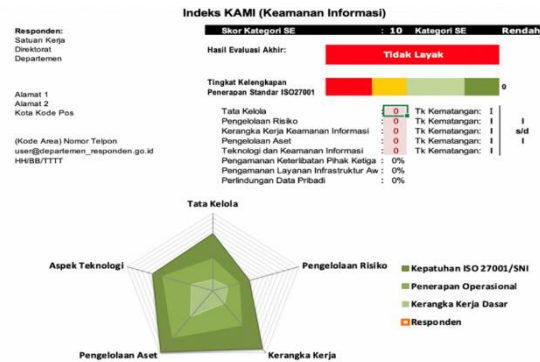 Indeks KAMI (Keamanan Informasi)
Responden:
Satuan Kerja
Direktorat
Departemen
Alamat 1
Alamat 2
Kota Kode Pos
(Kode Area) Nomor Telpon
user@departemen_responden.go.id
HH/BB/TTTT
Skor Kategori SE : 10 Kategori SE Rendah
Hasil Evaluasi Akhir: Tidak Layak
Tingkat Kelengkapan
Penerapan Standar ISO27001 0
Tata Kelola : 0 Tk Kematangan: I
Pengelolaan Risiko : 0 Tk Kematangan: I I
Kerangka Kerja Keamanan Informasi : 0 Tk Kematangan: I s/d
Pengelolaan Aset : 0 Tk Kematangan: I I
Teknologi dan Keamanan Informasi : 0 Tk Kematangan: I
Pengamanan Keterlibatan Pihak Ketiga : 0%
Pengamanan Layanan Infrastruktur Aw : 0%
Perlindungan Data Pribadi : 0%
Tata Kelola
Aspek Teknologi
Pengelolaan Risiko
Pengelolaan Aset
Kerangka Kerja
Kepatuhan ISO 27001/SNI
Penerapan Operasional
Kerangka Kerja Dasar
Responden